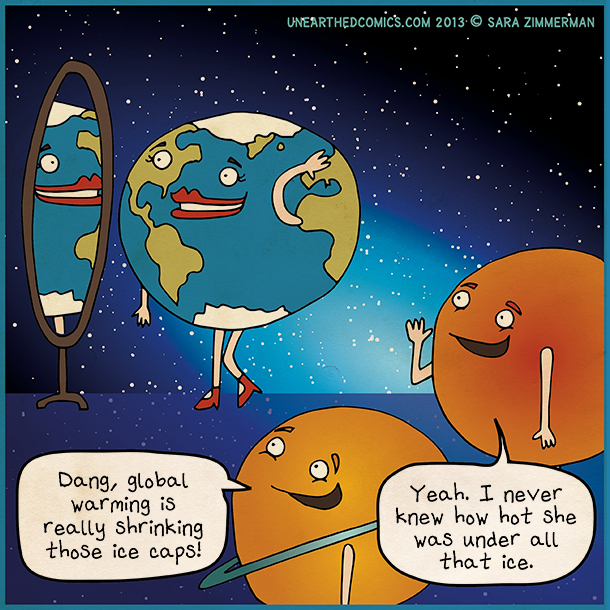 UNEARTHEDCOMICS.COM 2013 © SARA ZIMMERMAN
Dang, global
warming is
really shrinking
those ice caps!
Yeah. I never
knew how hot she
was under all
that ice.